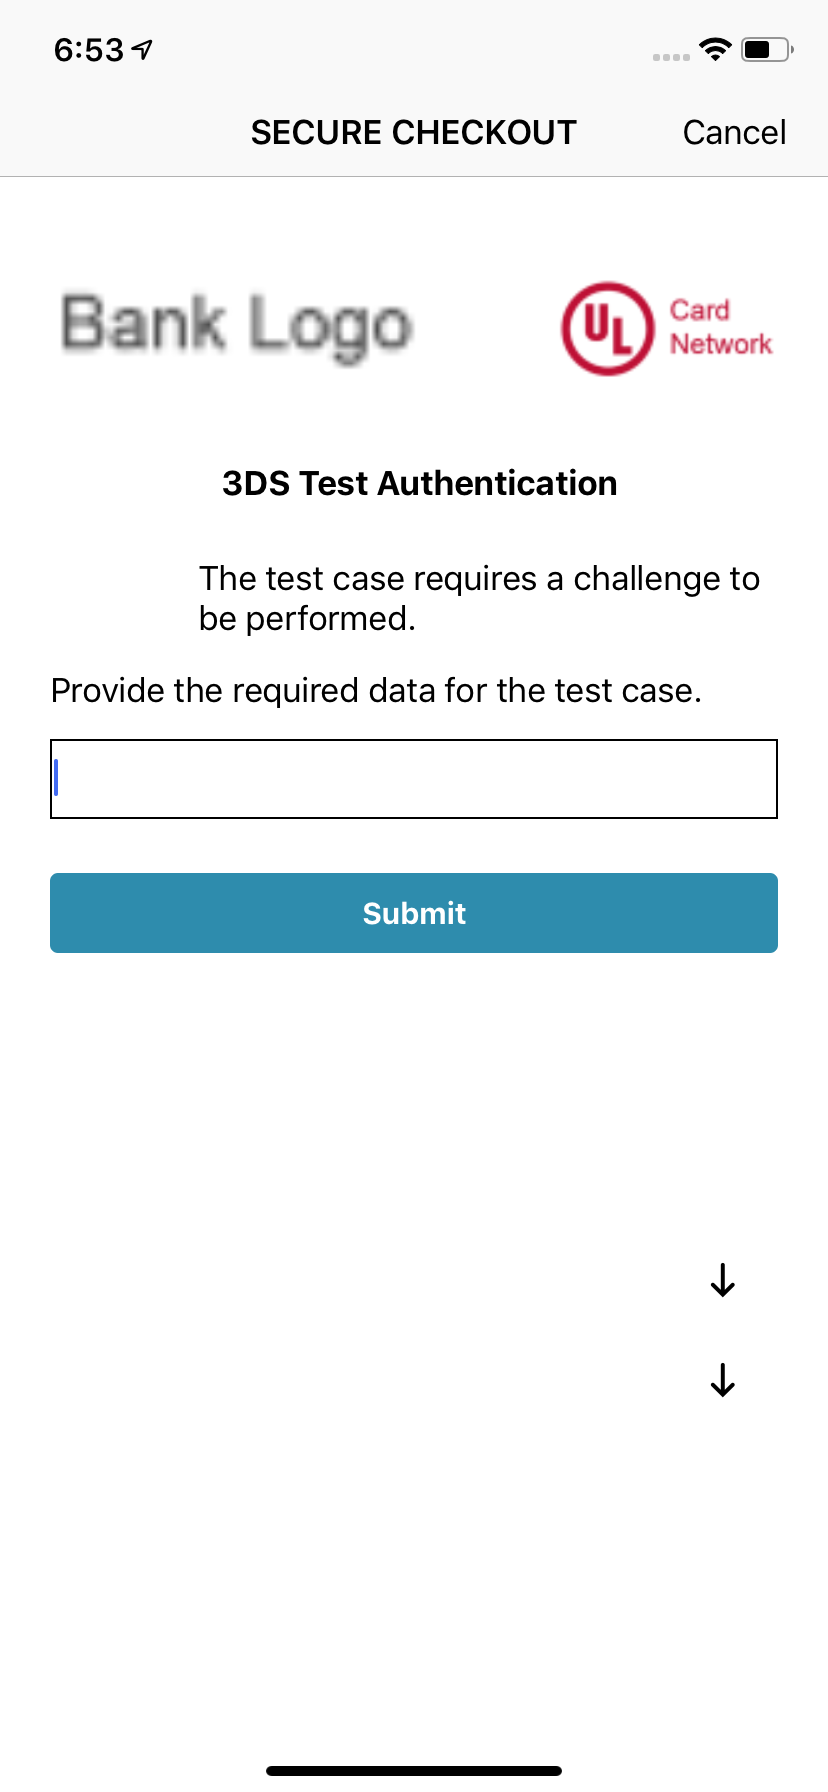 6:53
SECURE CHECKOUT
Cancel
Bank Logo
UL
Card
Network
3DS Test Authentication
The test case requires a challenge to
be performed.
Provide the required data for the test case.
Submit